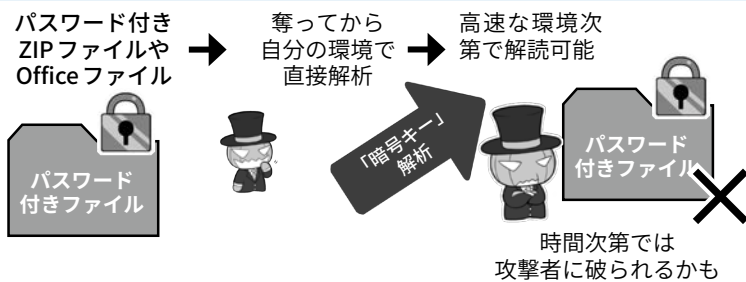 パスワード付き
ZIPファイルや
Officeファイル
奪ってから
自分の環境で
直接解析
高速な環境次
第で解読可能
パスワード
付きファイル
「暗号キー」
解析
パスワード
付きファイル
時間次第では
攻撃者に破られるかも